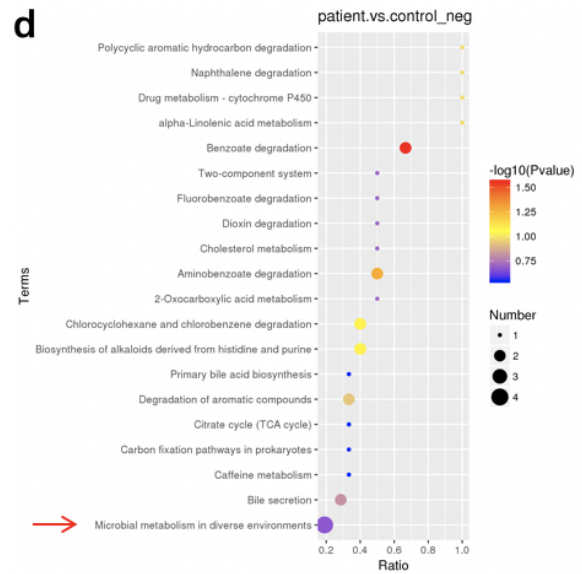 d
patient.vs.control_neg
Polycyclic aromatic hydrocarbon degradation
Naphthalene degradation
Drug metabolism - cytochrome P450
alpha-Linolenic acid metabolism
Benzoate degradation
Two-component system
Fluorobenzoate degradation
Dioxin degradation
Cholesterol metabolism
Aminobenzoate degradation
2-Oxocarboxylic acid metabolism
Chlorocyclohexane and chlorobenzene degradation
Biosynthesis of alkaloids derived from histidine and purine
Primary bile acid biosynthesis
Degradation of aromatic compounds
Citrate cycle (TCA cycle)
Carbon fixation pathways in prokaryotes
Caffeine metabolism
Bile secretion
Microbial metabolism in diverse environments
Terms
0.2 0.4 0.6 0.8 1.0
Ratio
-log10(Pvalue)
1.50
1.25
1.00
0.75
Number
1
2
3
4